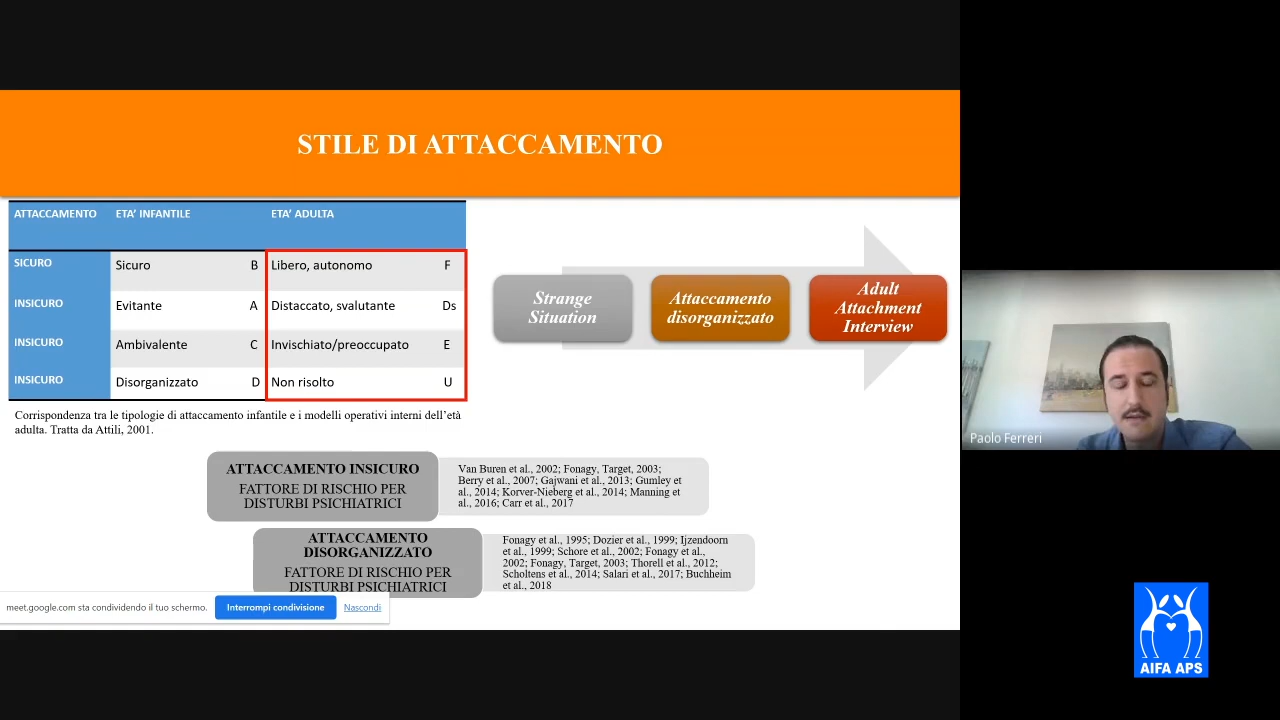 STILE DI ATTACCAMENTO
ATTACCAMENTO ETA' INFANTILE ETA' ADULTA
SICURO Sicuro B Libero, autonomo F
INSICURO Evitante A Distaccato, svalutante Ds
INSICURO Ambivalente C Invischiato/preoccupato E
INSICURO Disorganizzato D Non risolto U
Corrispondenza tra le tipologie di attaccamento infantile e i modelli operativi interni dell'età
adulta. Tratta da Attili, 2001.
Strange
Situation
Attaccamento
disorganizzato
Adult
Attachment
Interview
ATTACCAMENTO INSICURO
FATTORE DI RISCHIO PER
DISTURBI PSICHIATRICI
Van Buren et al., 2002; Fonagy, Target, 2003;
Berry et al., 2007; Gajwani et al., 2013; Gumley et
al., 2014; Korver-Nieberg et al., 2014; Manning et
al., 2016; Carr et al., 2017
ATTACCAMENTO
DISORGANIZZATO
FATTORE DI RISCHIO PER
DISTURBI PSICHIATRICI
Fonagy et al., 1995; Dozier et al., 1999; Ijzendoorn
et al., 1999; Schore et al., 2002; Fonagy et al.,
2002; Fonagy, Target, 2003; Thorell et al., 2012;
Scholtens et al., 2014; Salari et al., 2017; Buchheim
et al., 2018
meet.google.com sta condividendo il tuo schermo. Interrompi condivisione Nascondi
Paolo Ferreri
AIFA APS